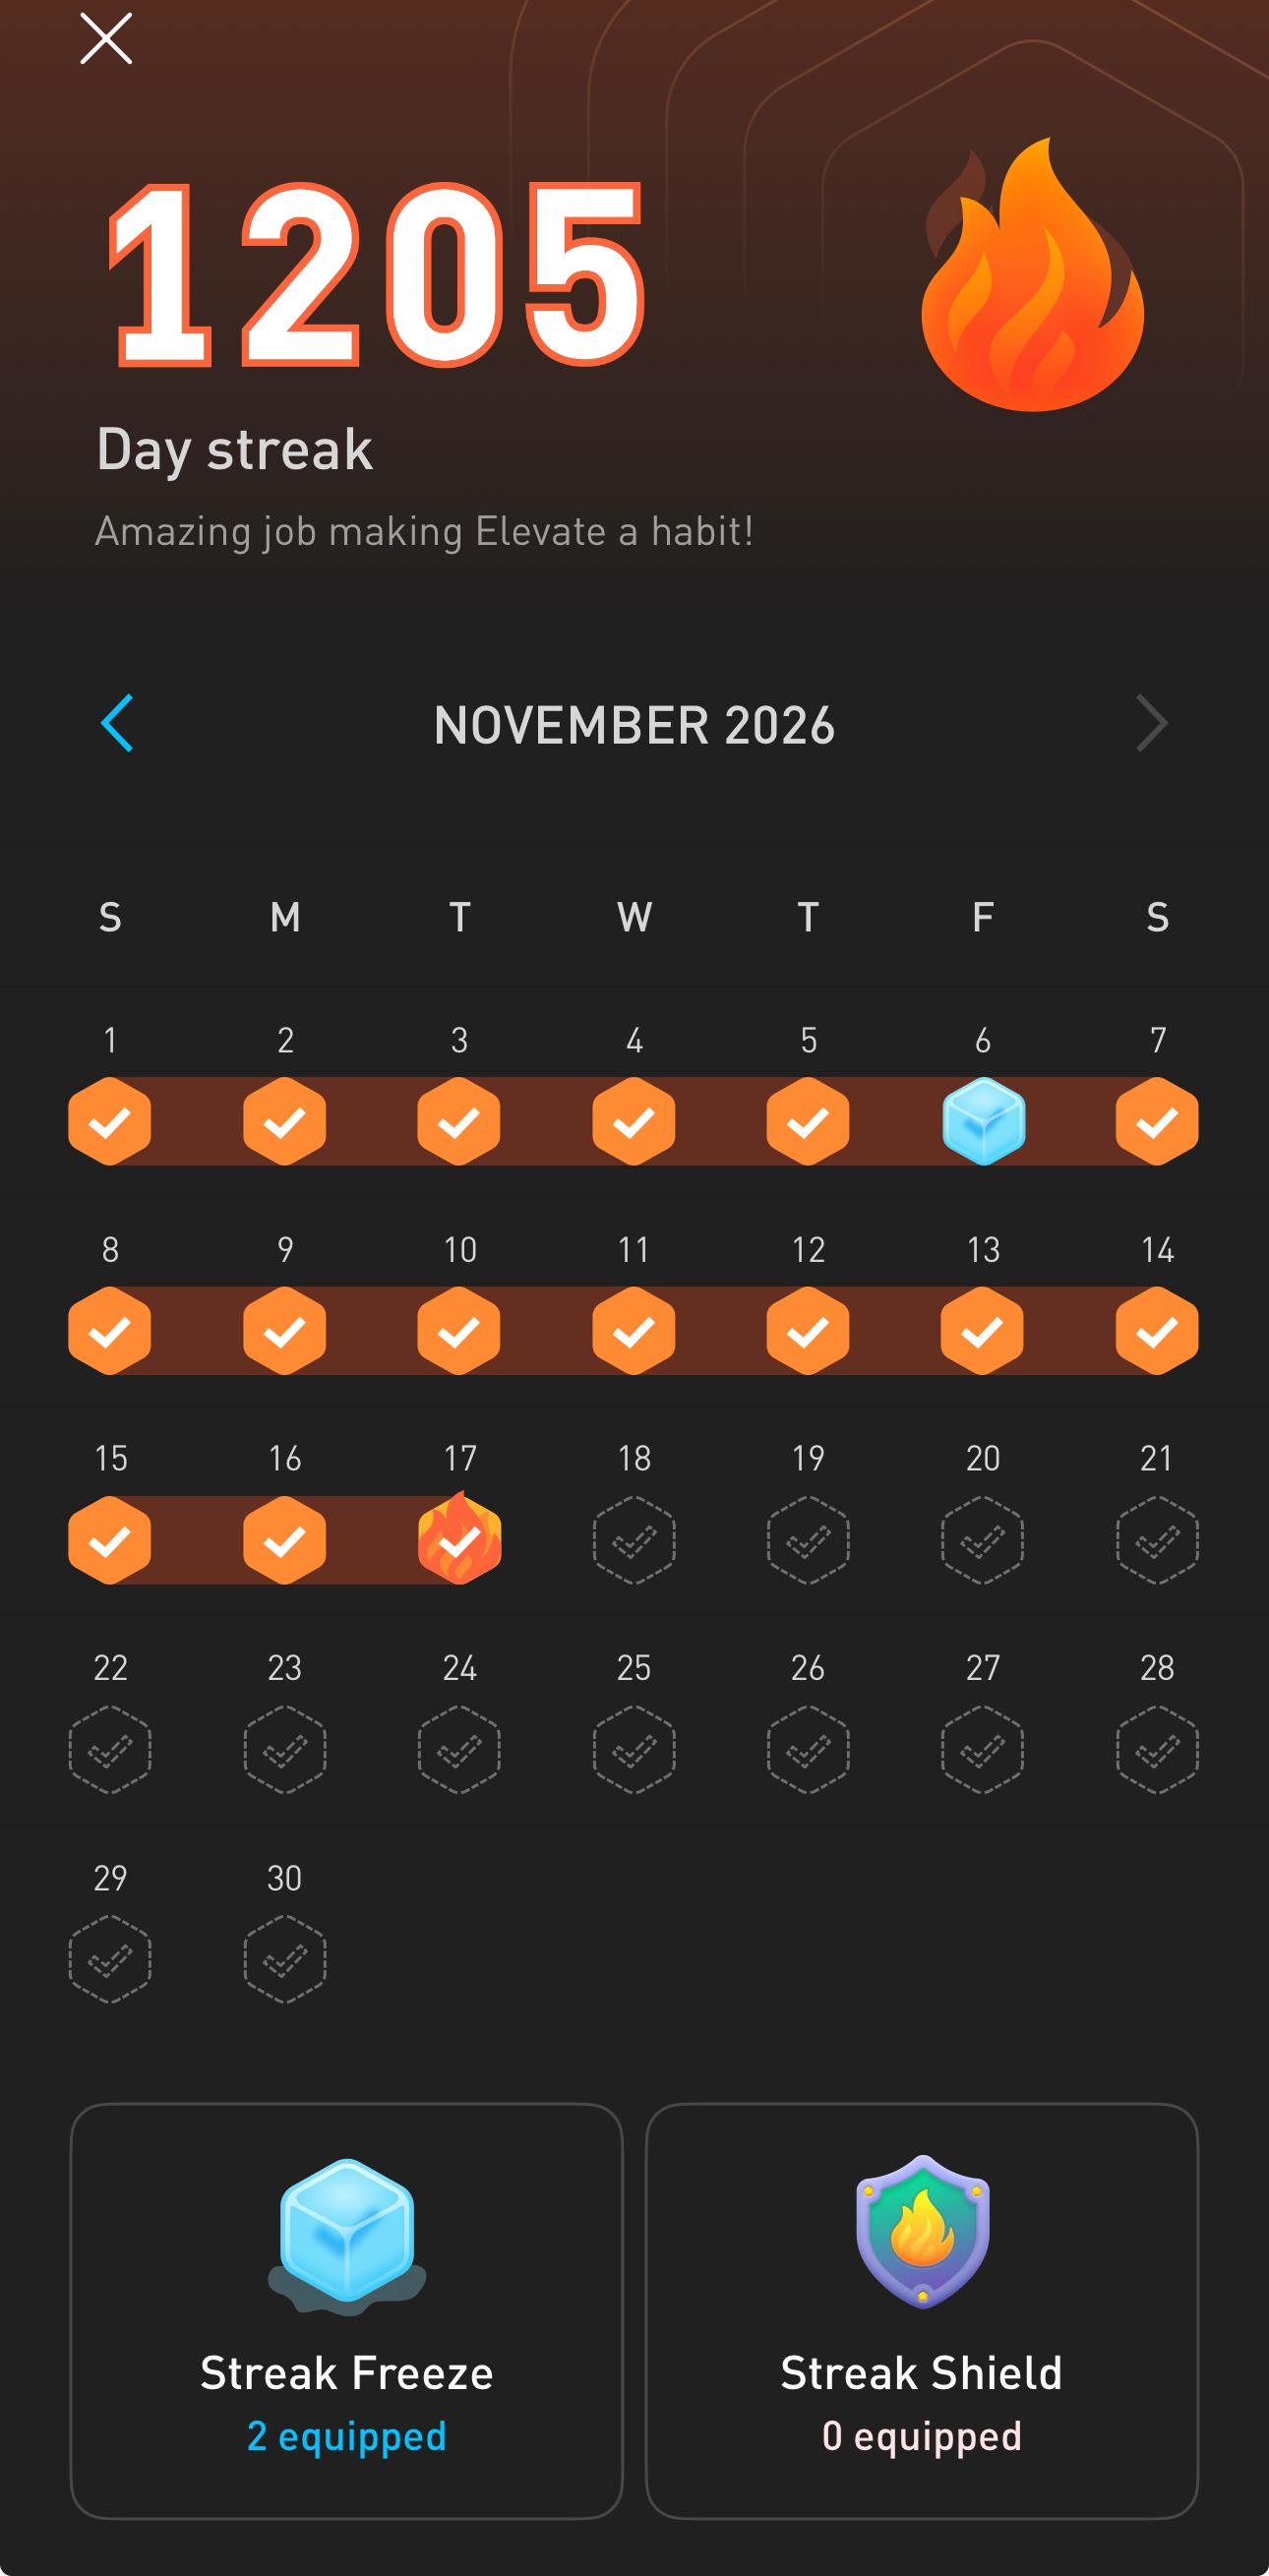 1205
Day streak
Amazing job making Elevate a habit!
NOVEMBER 2026
S M T W T F S
1 2 3 4 5 6 7
8 9 10 11 12 13 14
15 16 17 18 19 20 21
22 23 24 25 26 27 28
29 30
Streak Freeze
2 equipped
Streak Shield
0 equipped